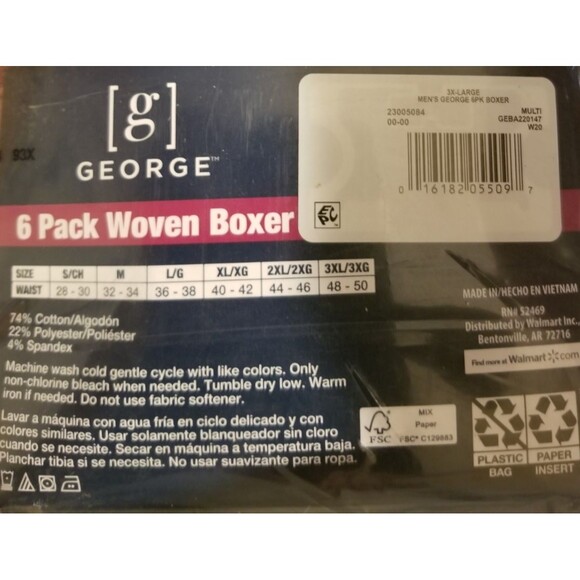 [g]
GEORGE™
93X
3X-LARGE
MEN'S GEORGE 6PK BOXER
23005084 MULTI
00-00 GEBA220147
W20
0 16182 05509 7
EPC
6 Pack Woven Boxer
SIZE S/CH M L/G XL/XG 2XL/2XG 3XL/3XG
WAIST 28 - 30 32 - 34 36 - 38 40 - 42 44 - 46 48 - 50
74% Cotton/Algodón
22% Polyester/Poliéster
4% Spandex
Machine wash cold gentle cycle with like colors. Only
non-chlorine bleach when needed. Tumble dry low. Warm
iron if needed. Do not use fabric softener.
Lavar a máquina con agua fría en ciclo delicado y con
colores similares. Usar solamente blanqueador sin cloro
cuando se necesite. Secar en máquina a temperatura baja.
Planchar tibia si se necesita. No usar suavizante para ropa.
MADE IN/HECHO EN VIETNAM
RN# 52469
Distributed by Walmart Inc.,
Bentonville, AR 72716
Find more at Walmart.com
FSC
MIX
Paper
FSC® C129883
PLASTIC
BAG
PAPER
INSERT